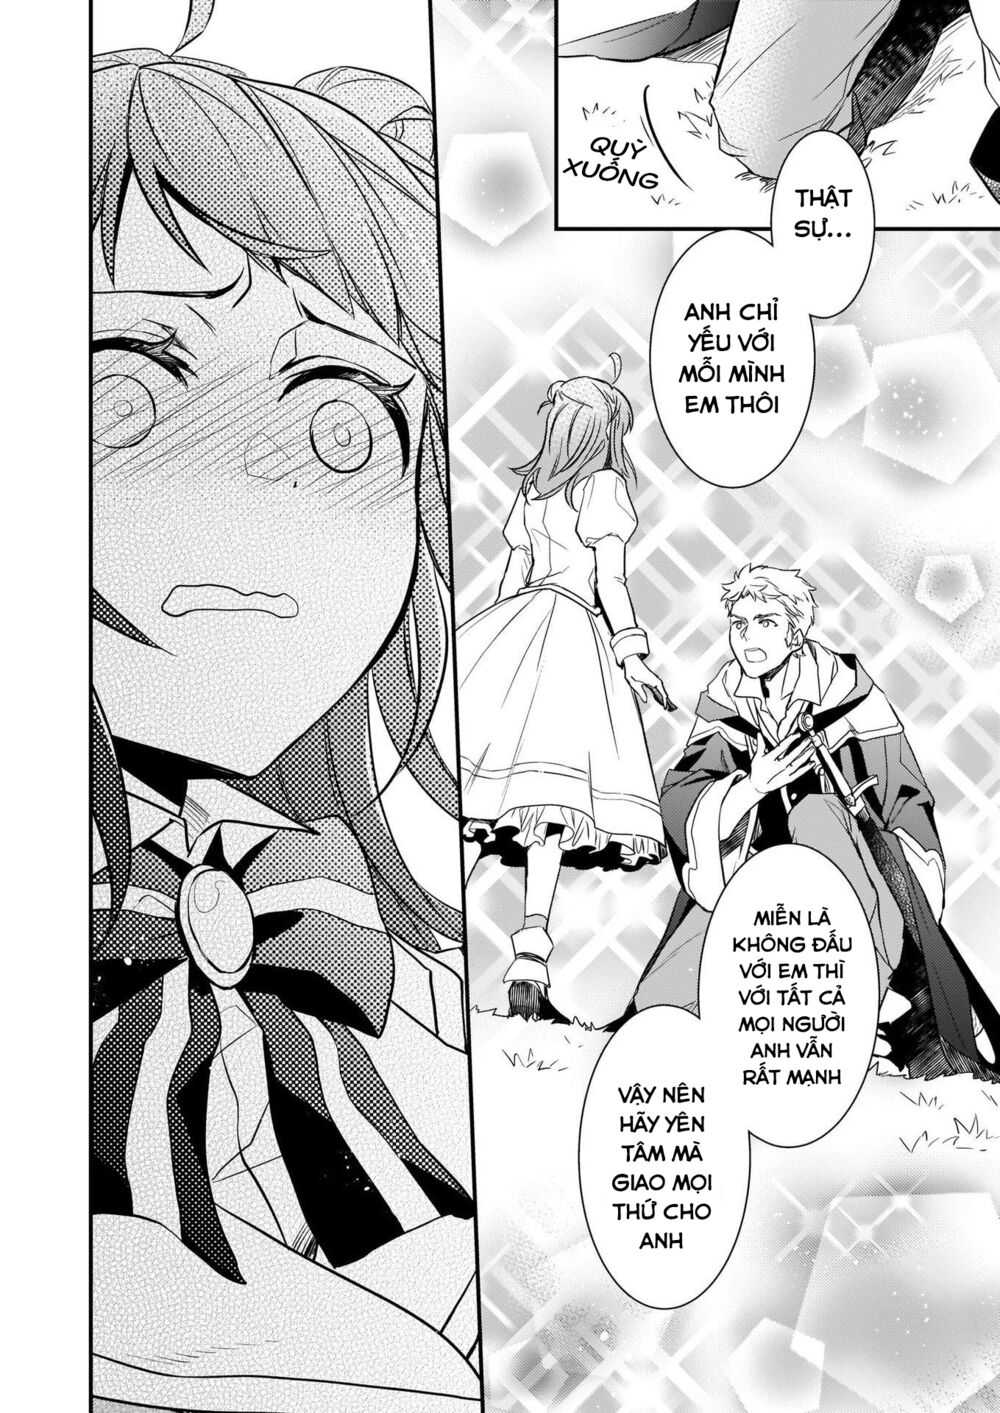 QUỲ
XUỐNG
THẬT
SỰ...
ANH CHỈ
YẾU VỚI
MỖI MÌNH
EM THÔI
MIỄN LÀ
KHÔNG ĐẤU
VỚI EM THÌ
VỚI TẤT CẢ
MỌI NGƯỜI
ANH VẪN
RẤT MẠNH
VẬY NÊN
HÃY YÊN
TÂM MÀ
GIAO MỌI
THỨ CHO
ANH